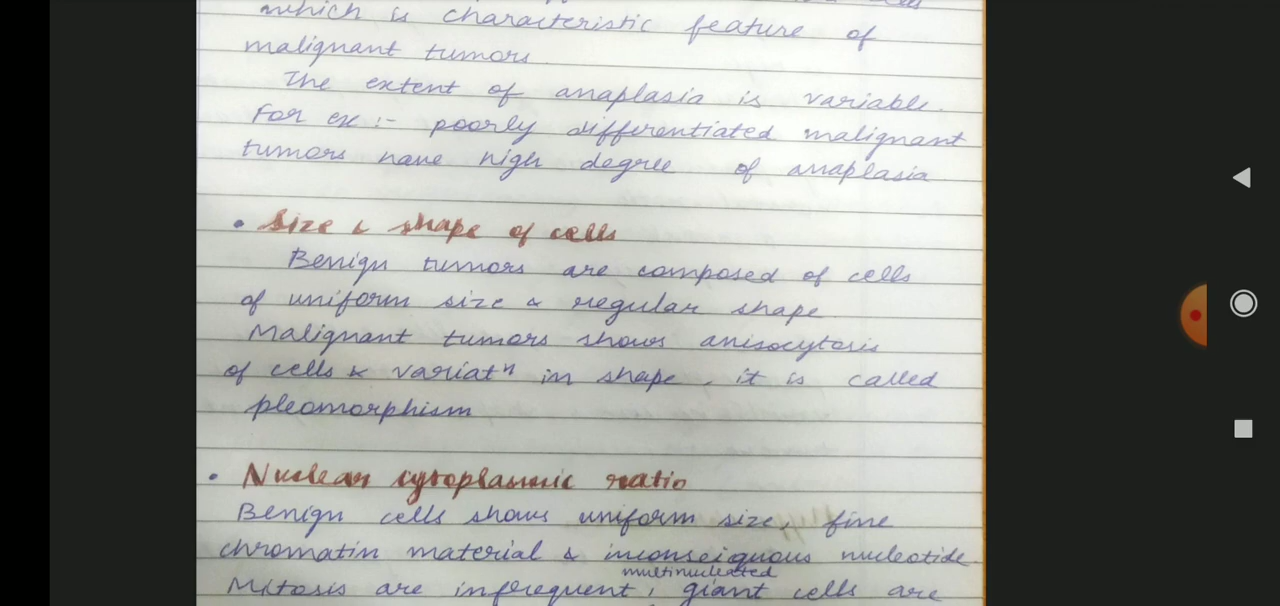 which is characteristic feature of
malignant tumors
The extent of anaplasia is variable.
For ex :- poorly differentiated malignant
tumors have high degree of anaplasia
• Size & shape of cells
Benign tumors are composed of cells
of uniform size & regular shape
Malignant tumors shows anisocytosis
of cells & variatⁿ in shape, it is called
pleomorphism
• Nuclear cytoplasmic ratio
Benign cells shows uniform size, fine
chromatin material & inconseiquous nucleotide
multinucleated
Mitosis are infrequent, giant cells are